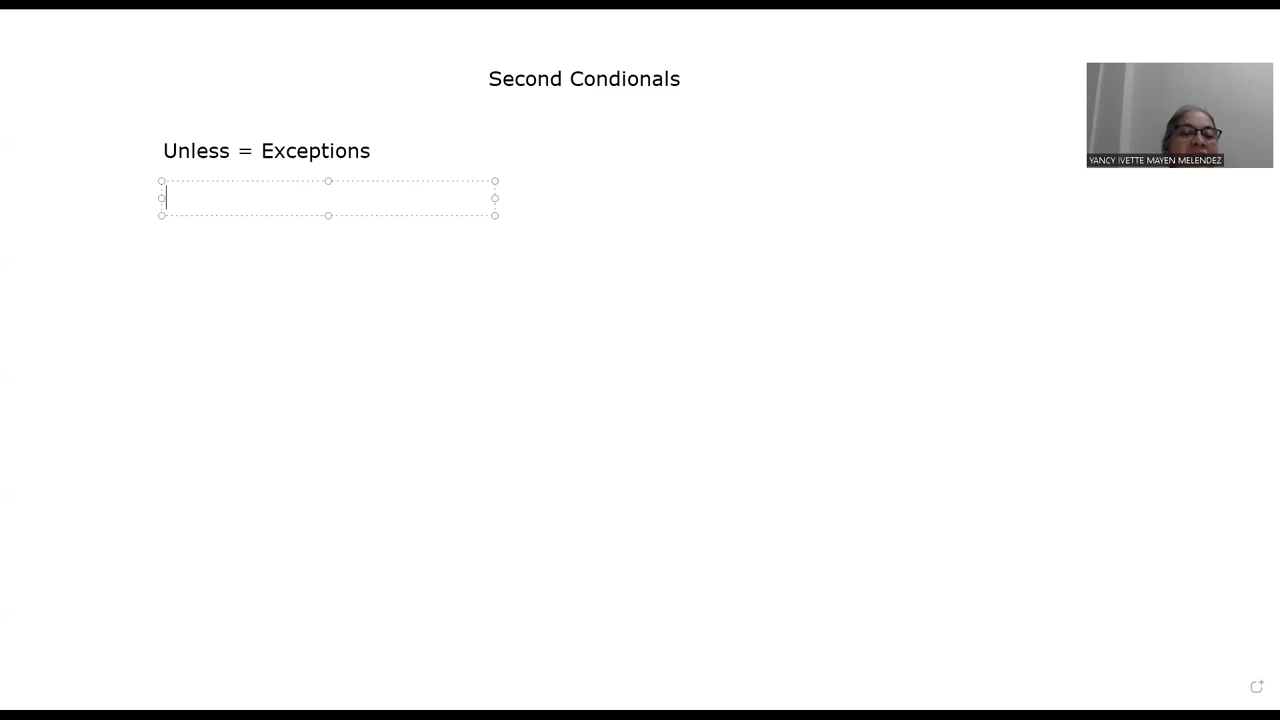 Second Condionals
Unless = Exceptions
YANCY IVETTE MAYEN MELENDEZ